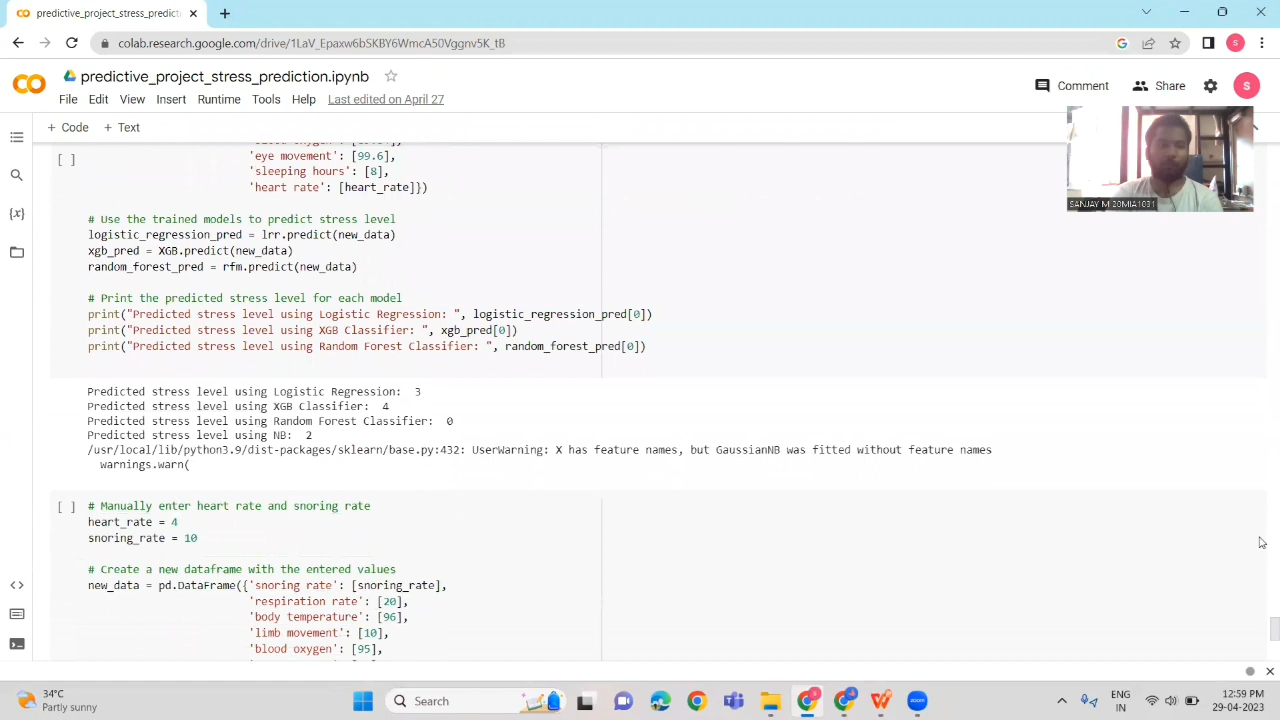 predictive_project_stress_predicti
colab.research.google.com/drive/1LaV_Epaxw6bSKBY6WmcA50Vggnv5K_tB
S
predictive_project_stress_prediction.ipynb
File Edit View Insert Runtime Tools Help Last edited on April 27
Comment Share S
+ Code + Text
[ ]
'eye movement': [99.6],
'sleeping hours': [8],
'heart rate': [heart_rate]})
# Use the trained models to predict stress level
logistic_regression_pred = lrr.predict(new_data)
xgb_pred = XGB.predict(new_data)
random_forest_pred = rfm.predict(new_data)
# Print the predicted stress level for each model
print("Predicted stress level using Logistic Regression: ", logistic_regression_pred[0])
print("Predicted stress level using XGB Classifier: ", xgb_pred[0])
print("Predicted stress level using Random Forest Classifier: ", random_forest_pred[0])
SANJAY M 20MIA1031
Predicted stress level using Logistic Regression:  3
Predicted stress level using XGB Classifier:  4
Predicted stress level using Random Forest Classifier:  0
Predicted stress level using NB:  2
/usr/local/lib/python3.9/dist-packages/sklearn/base.py:432: UserWarning: X has feature names, but GaussianNB was fitted without feature names
warnings.warn(
[ ] # Manually enter heart rate and snoring rate
heart_rate = 4
snoring_rate = 10
# Create a new dataframe with the entered values
new_data = pd.DataFrame({'snoring rate': [snoring_rate],
'respiration rate': [20],
'body temperature': [96],
'limb movement': [10],
'blood oxygen': [95],
34°C
Partly sunny
Search
ENG
IN
12:59 PM
29-04-2023